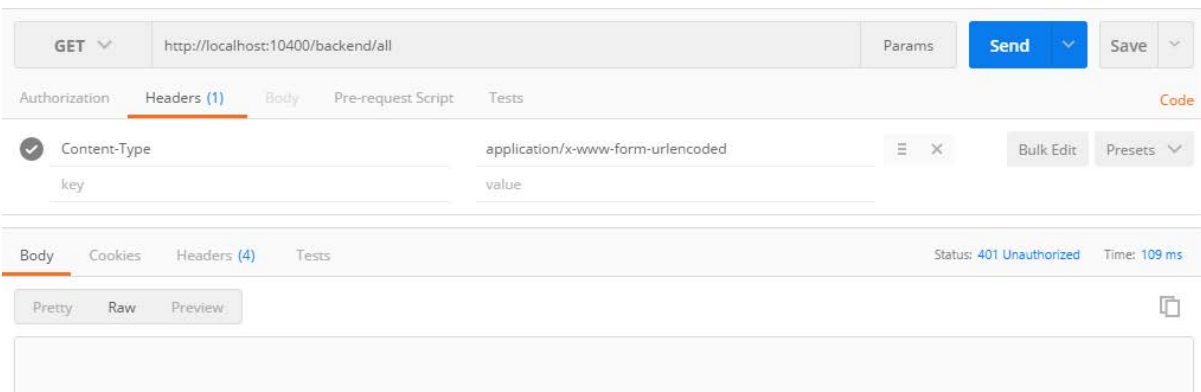 GET http://localhost:10400/backend/all Params Send Save
Authorization Headers (1) Body Pre-request Script Tests Code
Content-Type application/x-www-form-urlencoded Bulk Edit Presets
key value
Body Cookies Headers (4) Tests Status: 401 Unauthorized Time: 109 ms
Pretty Raw Preview